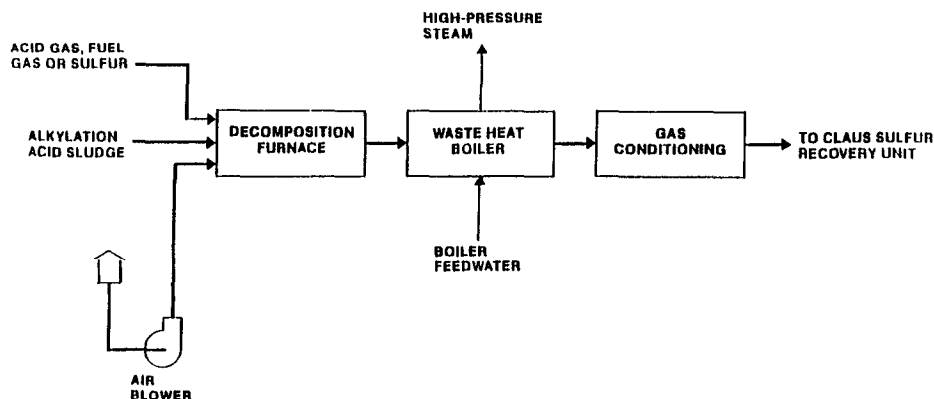 HIGH-PRESSURE
STEAM
ACID GAS, FUEL
GAS OR SULFUR
ALKYLATION
ACID SLUDGE
DECOMPOSITION
FURNACE
WASTE HEAT
BOILER
GAS
CONDITIONING
TO CLAUS SULFUR
RECOVERY UNIT
BOILER
FEEDWATER
AIR
BLOWER